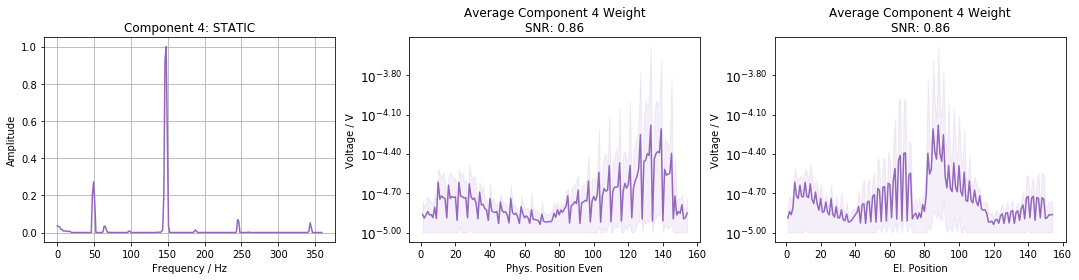 Component 4: STATIC
Amplitude
1.0
0.8
0.6
0.4
0.2
0.0
0 50 100 150 200 250 300 350
Frequency / Hz
Average Component 4 Weight
SNR: 0.86
Voltage / V
10^−3.80
10^−4.10
10^−4.40
10^−4.70
10^−5.00
0 20 40 60 80 100 120 140 160
Phys. Position Even
Average Component 4 Weight
SNR: 0.86
Voltage / V
10^−3.80
10^−4.10
10^−4.40
10^−4.70
10^−5.00
0 20 40 60 80 100 120 140 160
El. Position